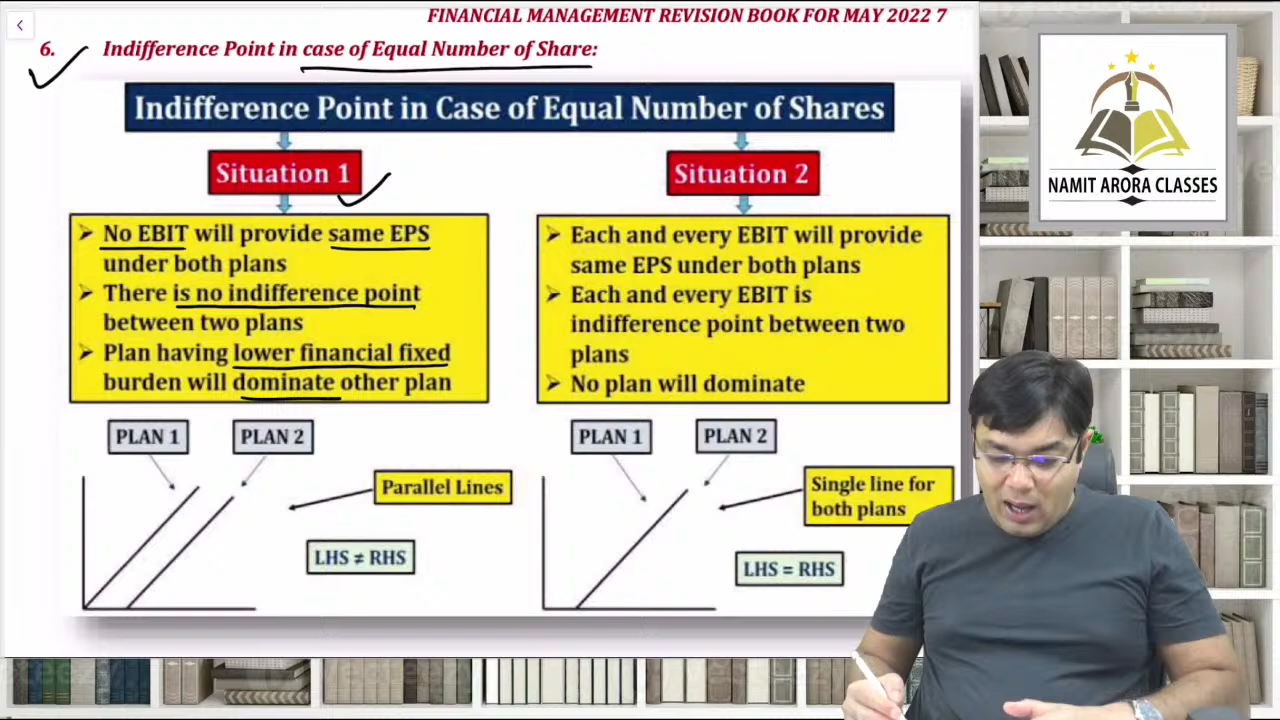 FINANCIAL MANAGEMENT REVISION BOOK FOR MAY 2022 7
6. Indifference Point in case of Equal Number of Share:
Indifference Point in Case of Equal Number of Shares
Situation 1
➢ No EBIT will provide same EPS
under both plans
➢ There is no indifference point
between two plans
➢ Plan having lower financial fixed
burden will dominate other plan
PLAN 1
PLAN 2
Parallel Lines
LHS ≠ RHS
Situation 2
➢ Each and every EBIT will provide
same EPS under both plans
➢ Each and every EBIT is
indifference point between two
plans
➢ No plan will dominate
PLAN 1
PLAN 2
Single line for
both plans
LHS = RHS
NAMIT ARORA CLASSES